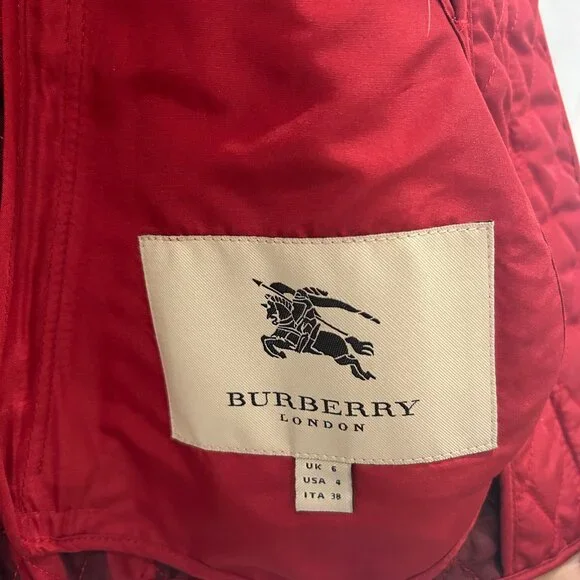 BURBERRY
LONDON
UK 6
USA 4
ITA 38